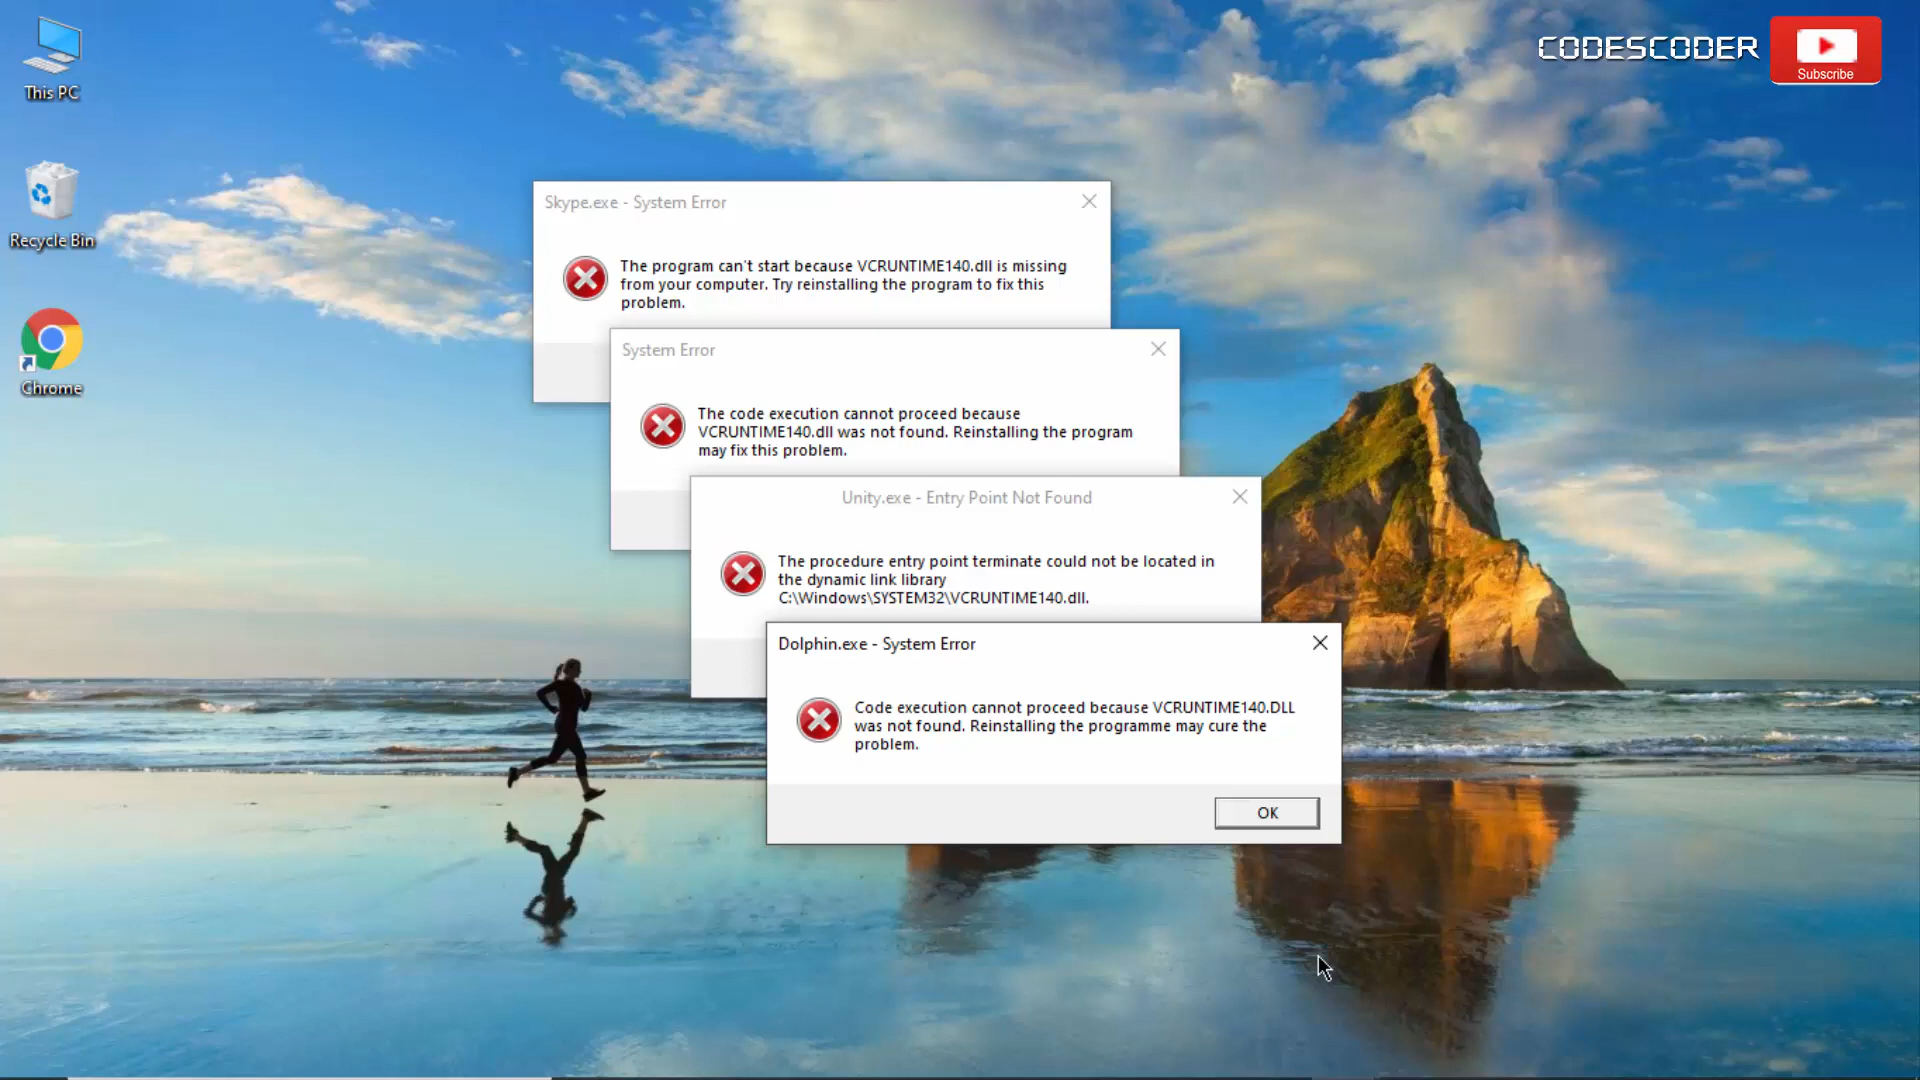 This PC
Recycle Bin
Chrome
CODESCODER
Subscribe
Skype.exe - System Error
The program can't start because VCRUNTIME140.dll is missing
from your computer. Try reinstalling the program to fix this
problem.
System Error
The code execution cannot proceed because
VCRUNTIME140.dll was not found. Reinstalling the program
may fix this problem.
Unity.exe - Entry Point Not Found
The procedure entry point terminate could not be located in
the dynamic link library
C:\Windows\SYSTEM32\VCRUNTIME140.dll.
Dolphin.exe - System Error
Code execution cannot proceed because VCRUNTIME140.DLL
was not found. Reinstalling the programme may cure the
problem.
OK